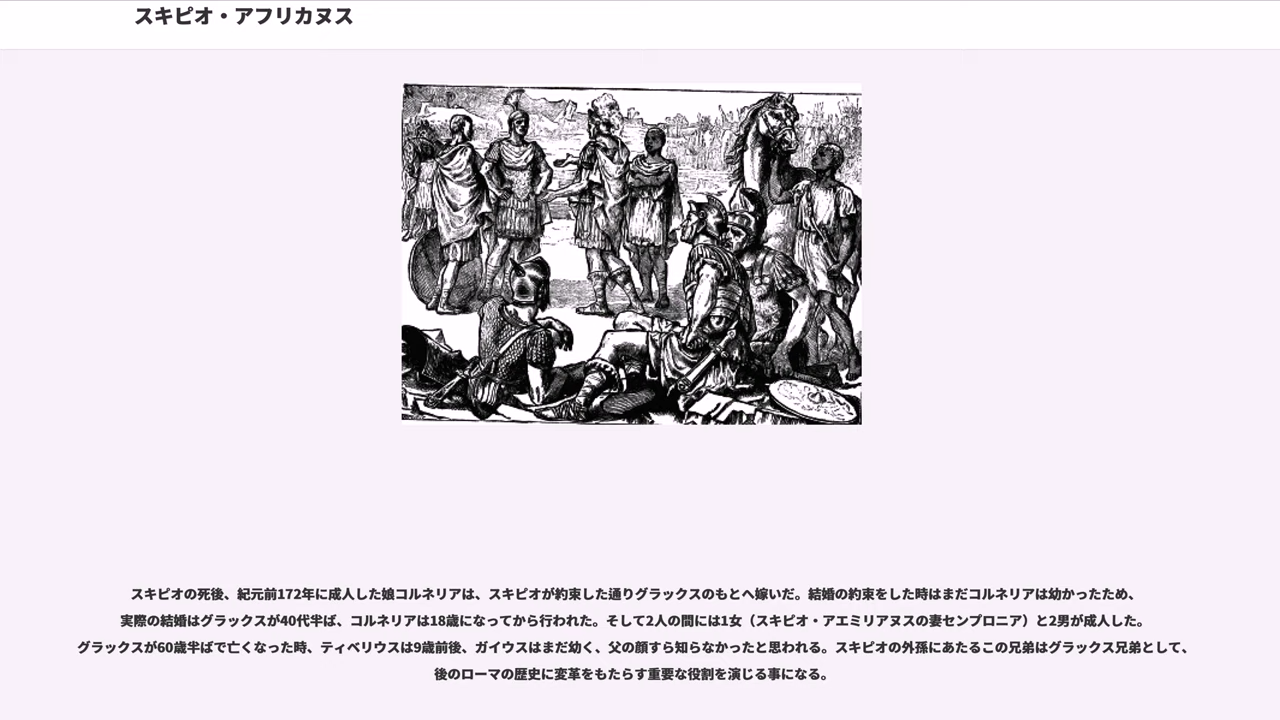 スキピオ・アフリカヌス
スキピオの死後、紀元前172年に成人した娘コルネリアは、スキピオが約束した通りグラックスのもとへ嫁いだ。結婚の約束をした時はまだコルネリアは幼かったため、
実際の結婚はグラックスが40代半ば、コルネリアは18歳になってから行われた。そして2人の間には1女（スキピオ・アエミリアヌスの妻センプロニア）と2男が成人した。
グラックスが60歳半ばで亡くなった時、ティベリウスは9歳前後、ガイウスはまだ幼く、父の顔すら知らなかったと思われる。スキピオの外孫にあたるこの兄弟はグラックス兄弟として、
後のローマの歴史に変革をもたらす重要な役割を演じる事になる。